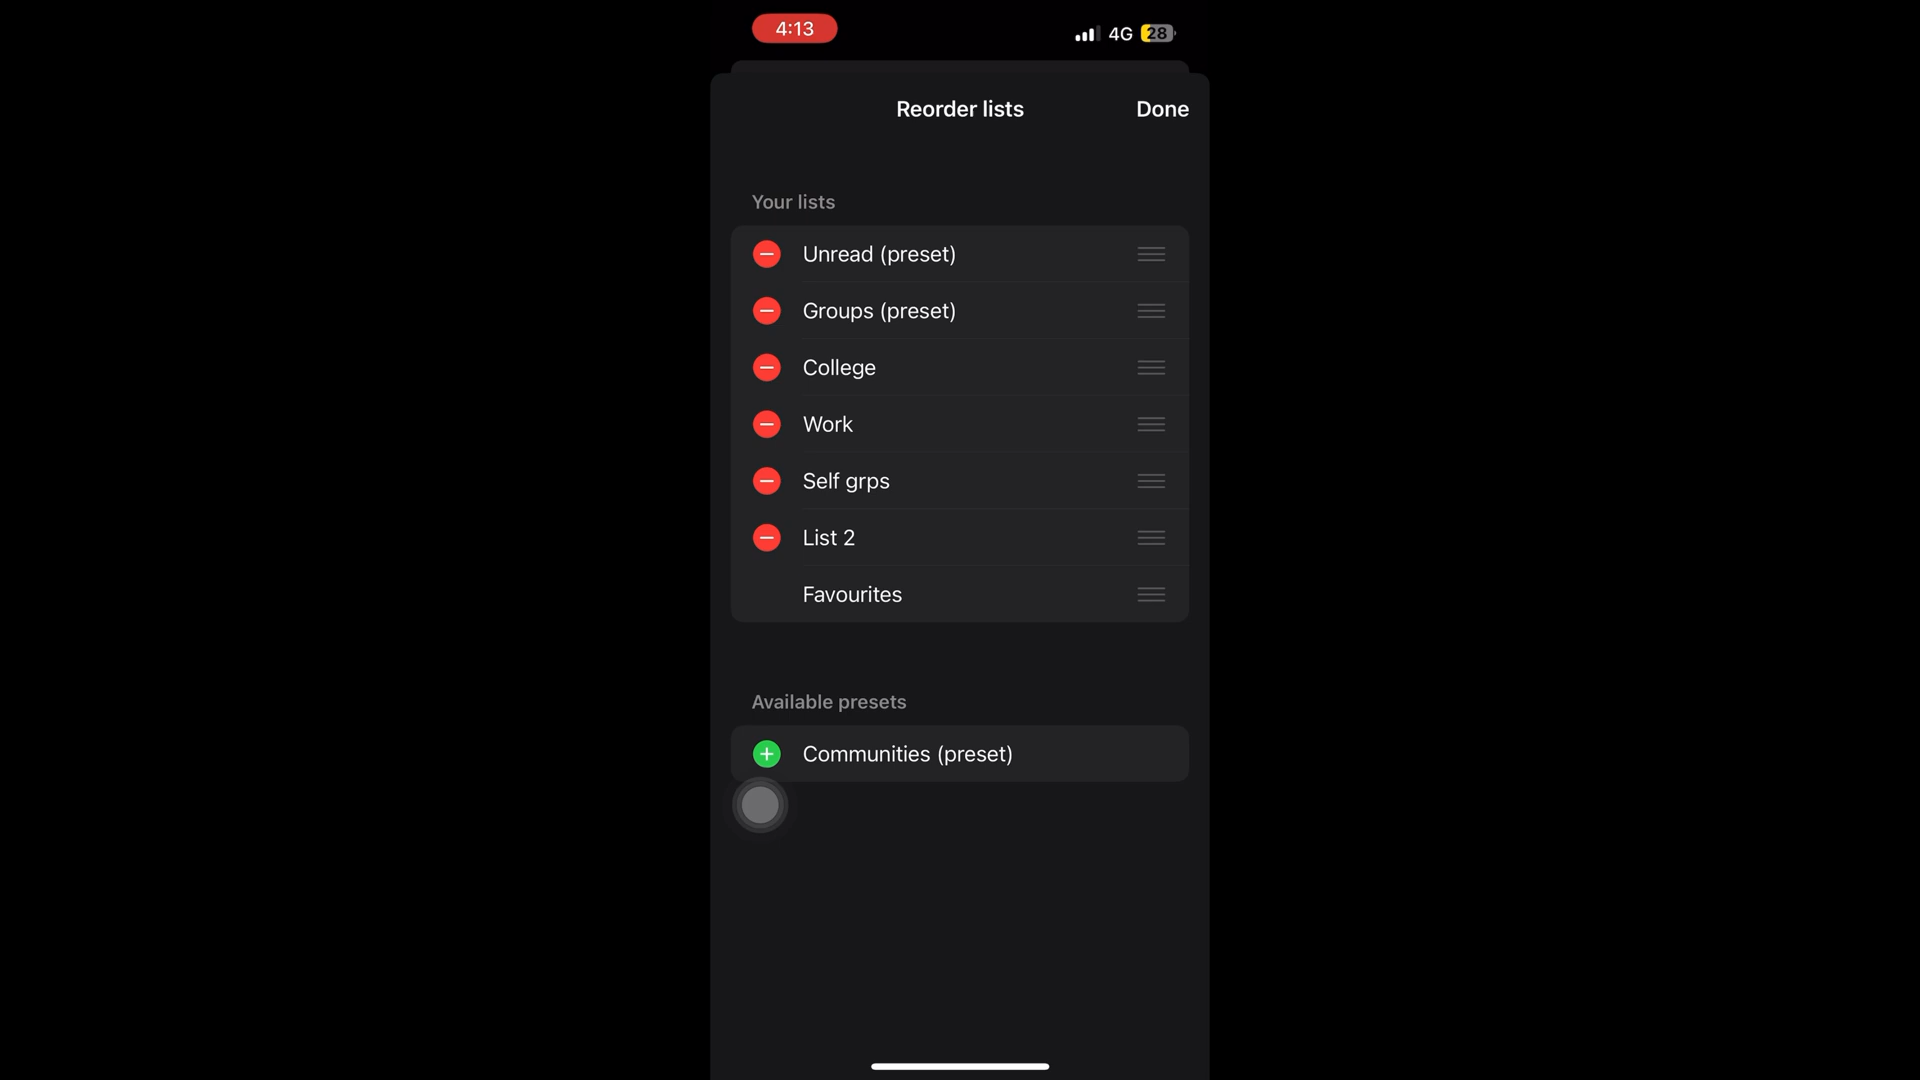 4:13
4G 28
Reorder lists
Done
Your lists
Unread (preset)
Groups (preset)
College
Work
Self grps
List 2
Favourites
Available presets
Communities (preset)